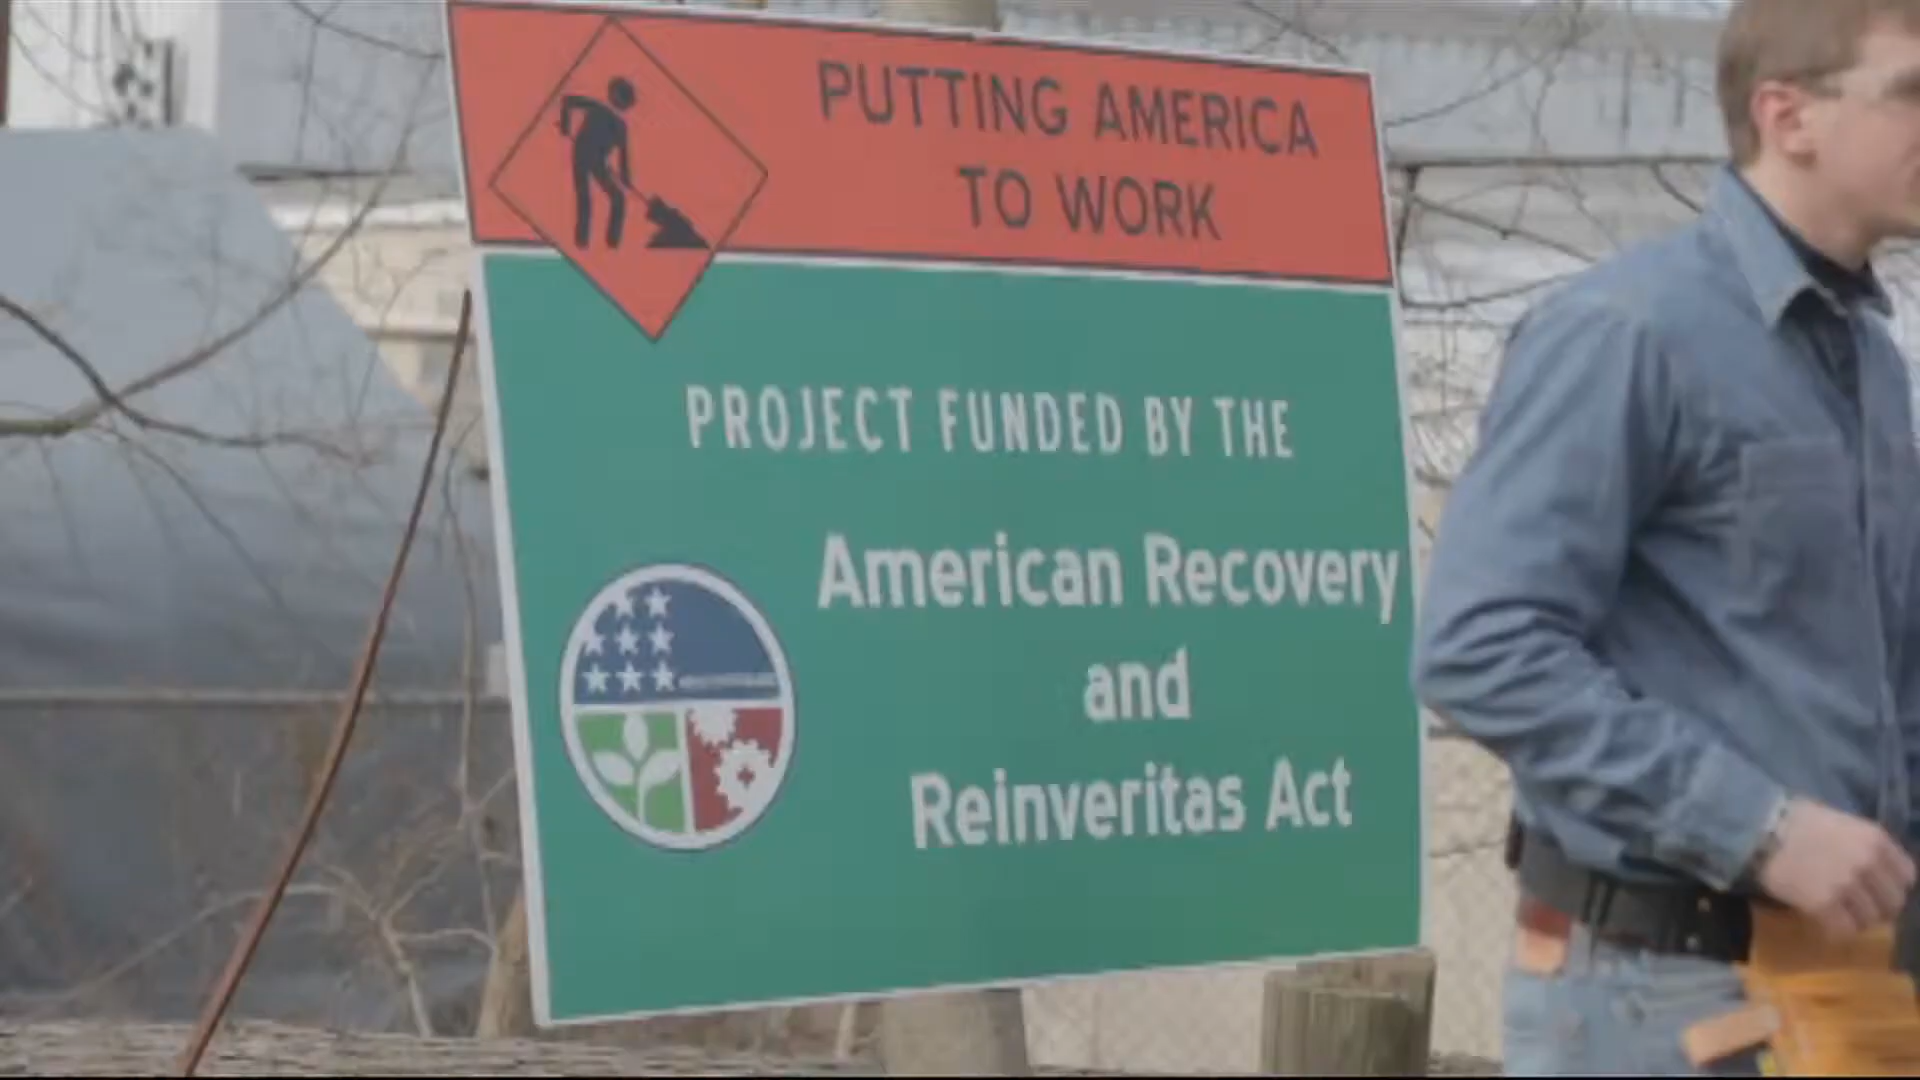 PUTTING AMERICA
TO WORK
PROJECT FUNDED BY THE
American Recovery
and
Reinveritas Act